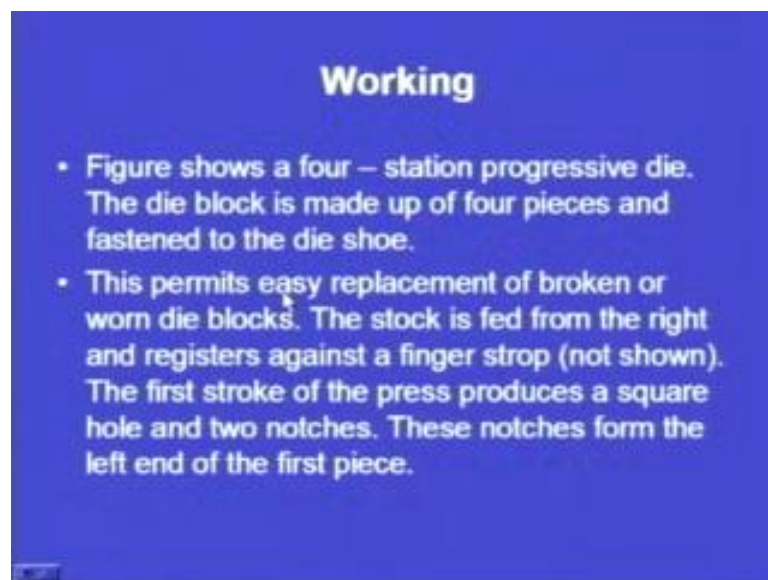 Working
• Figure shows a four – station progressive die.
The die block is made up of four pieces and
fastened to the die shoe.
• This permits easy replacement of broken or
worn die blocks. The stock is fed from the right
and registers against a finger strop (not shown).
The first stroke of the press produces a square
hole and two notches. These notches form the
left end of the first piece.